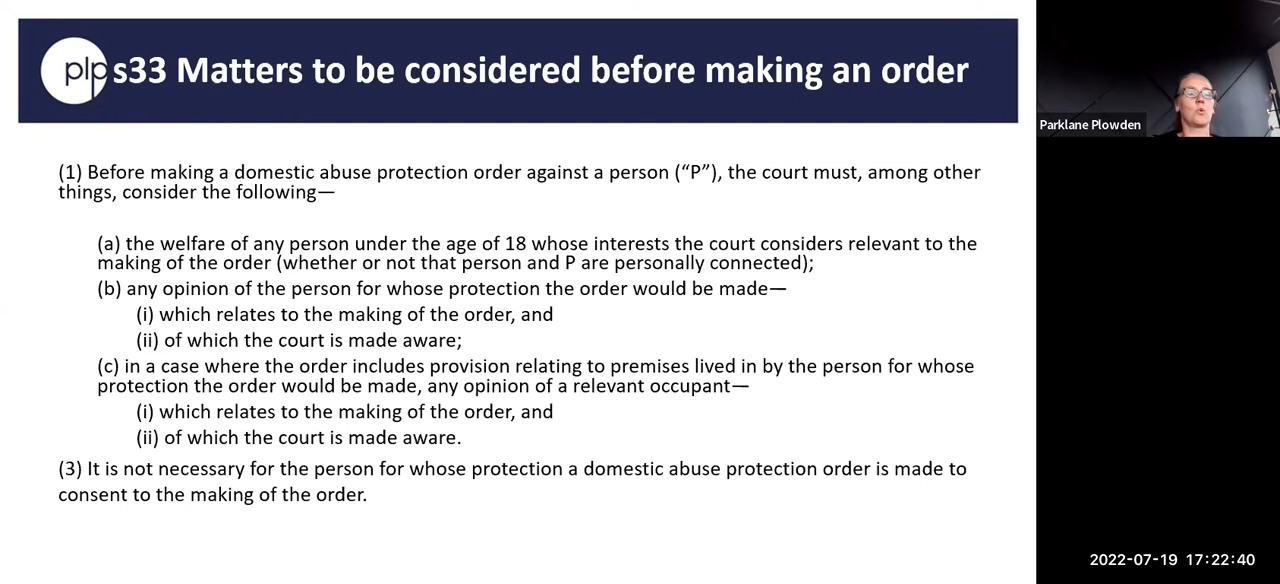 plp s33 Matters to be considered before making an order
Parklane Plowden
(1) Before making a domestic abuse protection order against a person (“P”), the court must, among other
things, consider the following—
(a) the welfare of any person under the age of 18 whose interests the court considers relevant to the
making of the order (whether or not that person and P are personally connected);
(b) any opinion of the person for whose protection the order would be made—
(i) which relates to the making of the order, and
(ii) of which the court is made aware;
(c) in a case where the order includes provision relating to premises lived in by the person for whose
protection the order would be made, any opinion of a relevant occupant—
(i) which relates to the making of the order, and
(ii) of which the court is made aware.
(3) It is not necessary for the person for whose protection a domestic abuse protection order is made to
consent to the making of the order.
2022-07-19 17:22:40